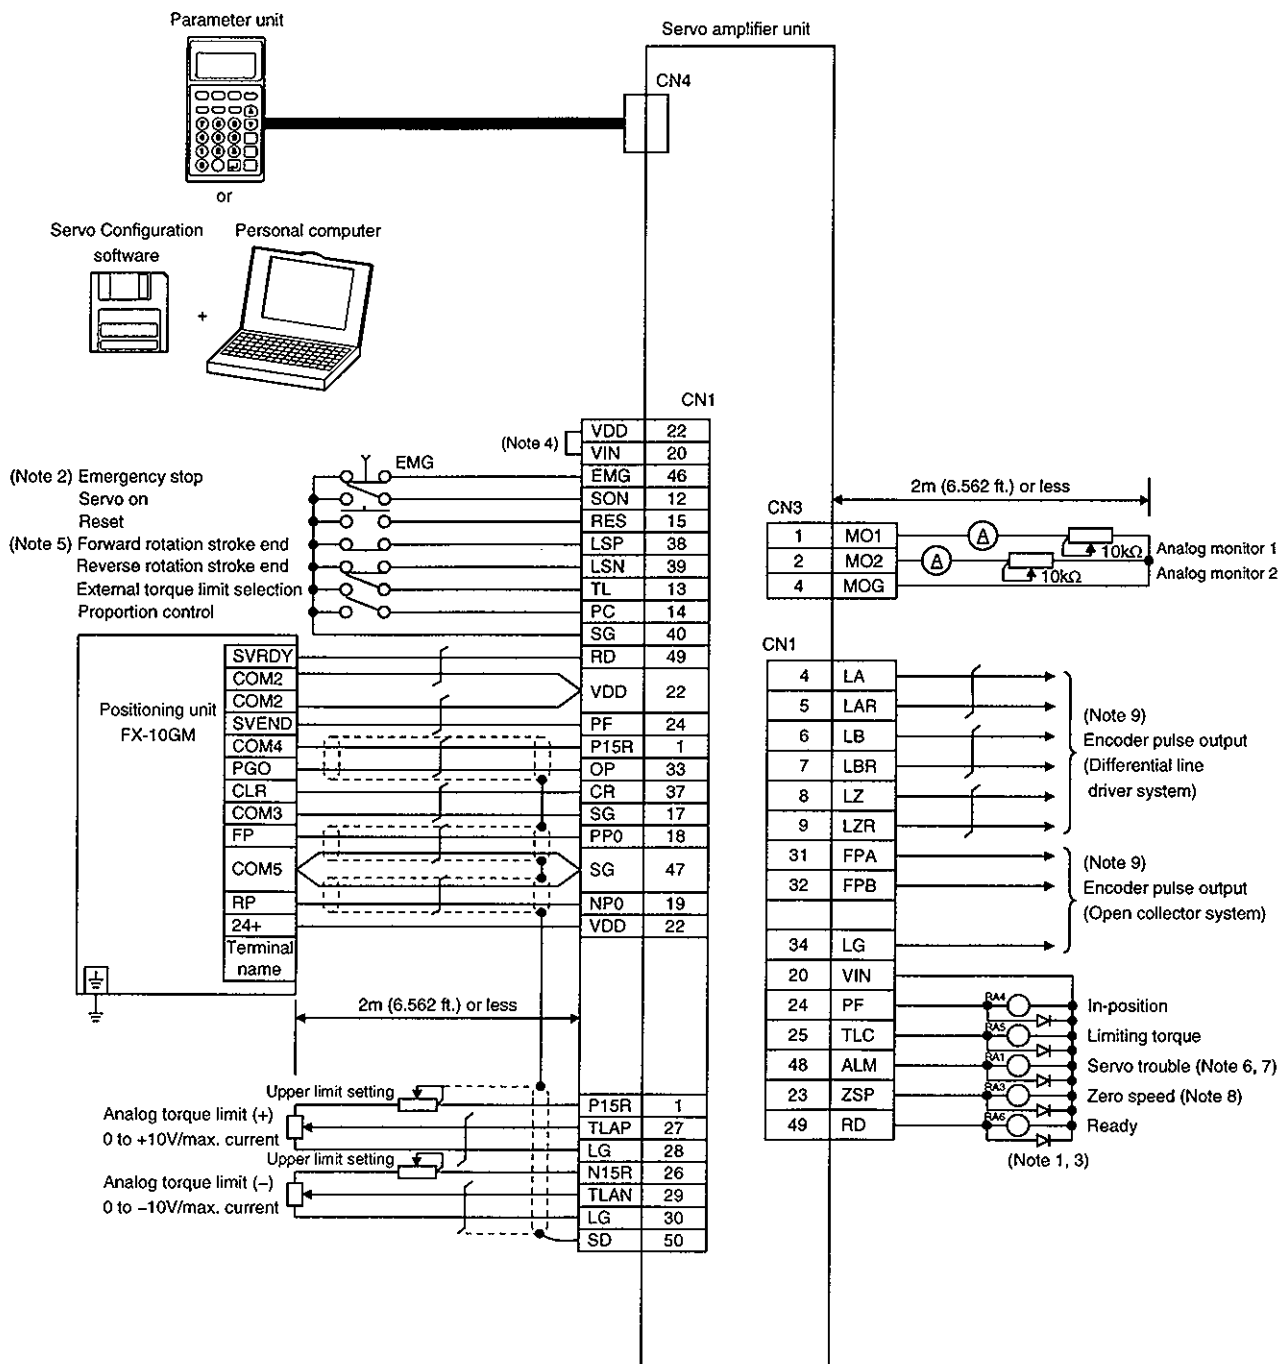 Parameter unit
Servo amplifier unit
CN4
or
Servo Configuration
software
Personal computer
+
CN1
(Note 4)
VDD 22
VIN 20
(Note 2) Emergency stop EMG EMG 46
Servo on SON 12
Reset RES 15
(Note 5) Forward rotation stroke end LSP 38
Reverse rotation stroke end LSN 39
External torque limit selection TL 13
Proportion control PC 14
SG 40
Positioning unit
FX-10GM
SVRDY RD 49
COM2
COM2
VDD 22
SVEND PF 24
COM4 P15R 1
PGO OP 33
CLR CR 37
COM3 SG 17
FP PP0 18
COM5 SG 47
RP NP0 19
24+ VDD 22
Terminal
name
2m (6.562 ft.) or less
Upper limit setting
Analog torque limit (+)
0 to +10V/max. current
P15R 1
TLAP 27
LG 28
Upper limit setting
Analog torque limit (−)
0 to −10V/max. current
N15R 26
TLAN 29
LG 30
SD 50
2m (6.562 ft.) or less
CN3
1 MO1 A 10kΩ Analog monitor 1
2 MO2 A 10kΩ Analog monitor 2
4 MOG
CN1
4 LA
5 LAR
6 LB
7 LBR
8 LZ
9 LZR
(Note 9)
Encoder pulse output
(Differential line
driver system)
31 FPA
32 FPB
34 LG
(Note 9)
Encoder pulse output
(Open collector system)
20 VIN
24 PF RA4 In-position
25 TLC RA5 Limiting torque
48 ALM RA1 Servo trouble (Note 6, 7)
23 ZSP RA3 Zero speed (Note 8)
49 RD RA6 Ready
(Note 1, 3)